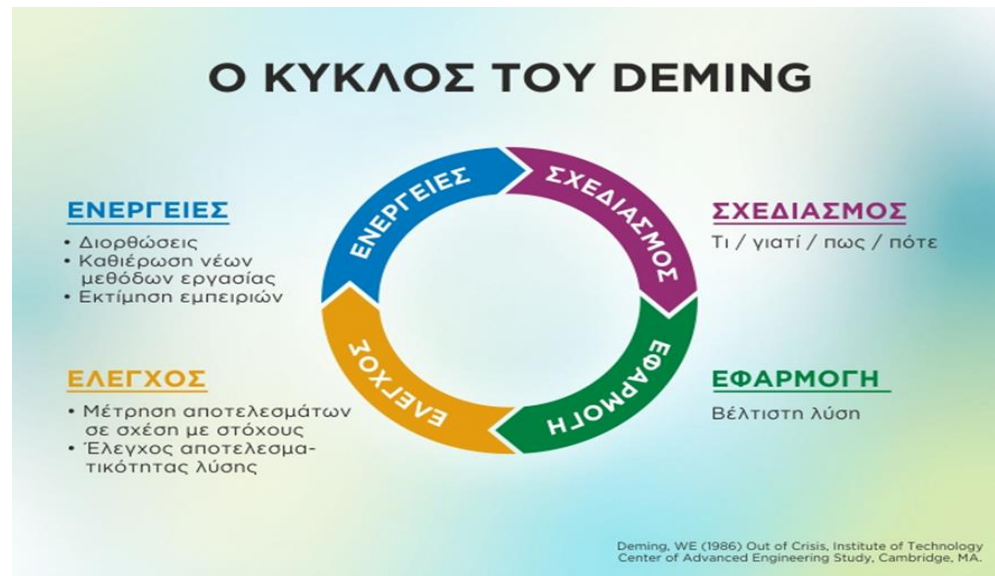 Ο ΚΥΚΛΟΣ ΤΟΥ DEMING
ΕΝΕΡΓΕΙΕΣ
• Διορθώσεις
• Καθιέρωση νέων
μεθόδων εργασίας
• Εκτίμηση εμπειριών
ΕΛΕΓΧΟΣ
• Μέτρηση αποτελεσμάτων
σε σχέση με στόχους
• Έλεγχος αποτελεσμα-
τικότητας λύσης
ΕΝΕΡΓΕΙΕΣ
ΣΧΕΔΙΑΣΜΟΣ
ΕΦΑΡΜΟΓΗ
ΕΛΕΓΧΟΣ
ΣΧΕΔΙΑΣΜΟΣ
Τι / γιατί / πως / πότε
ΕΦΑΡΜΟΓΗ
Βέλτιστη λύση
Deming, WE (1986) Out of Crisis, Institute of Technology
Center of Advanced Engineering Study, Cambridge, MA.